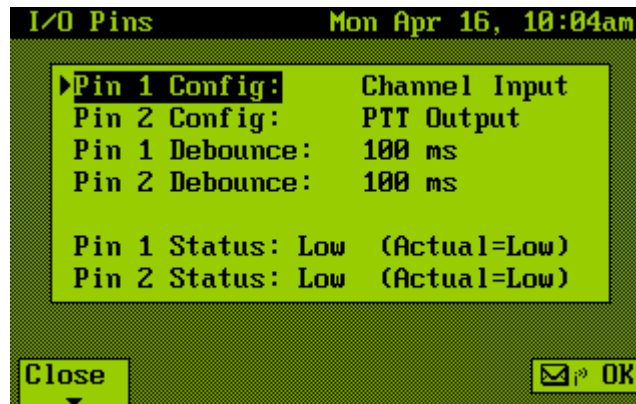 I/O Pins Mon Apr 16, 10:04am
Pin 1 Config: Channel Input
Pin 2 Config: PTT Output
Pin 1 Debounce: 100 ms
Pin 2 Debounce: 100 ms
Pin 1 Status: Low (Actual=Low)
Pin 2 Status: Low (Actual=Low)
Close OK